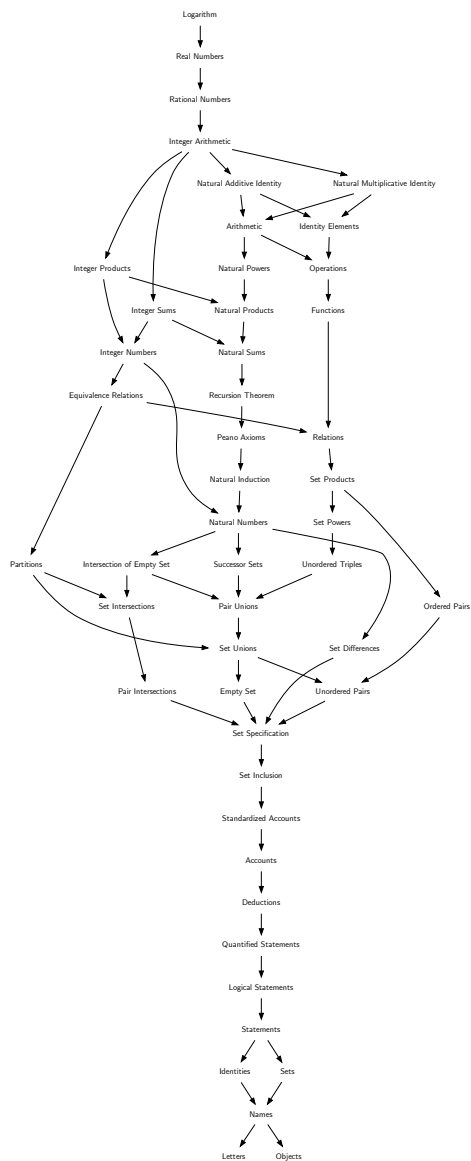 Logarithm
Real Numbers
Rational Numbers
Integer Arithmetic
Natural Additive Identity
Natural Multiplicative Identity
Arithmetic
Identity Elements
Integer Products
Natural Powers
Operations
Integer Sums
Natural Products
Functions
Integer Numbers
Natural Sums
Equivalence Relations
Recursion Theorem
Peano Axioms
Relations
Natural Induction
Set Products
Natural Numbers
Set Powers
Partitions
Intersection of Empty Set
Successor Sets
Unordered Triples
Set Intersections
Pair Unions
Ordered Pairs
Set Unions
Set Differences
Pair Intersections
Empty Set
Unordered Pairs
Set Specification
Set Inclusion
Standardized Accounts
Accounts
Deductions
Quantified Statements
Logical Statements
Statements
Identities
Sets
Names
Letters
Objects